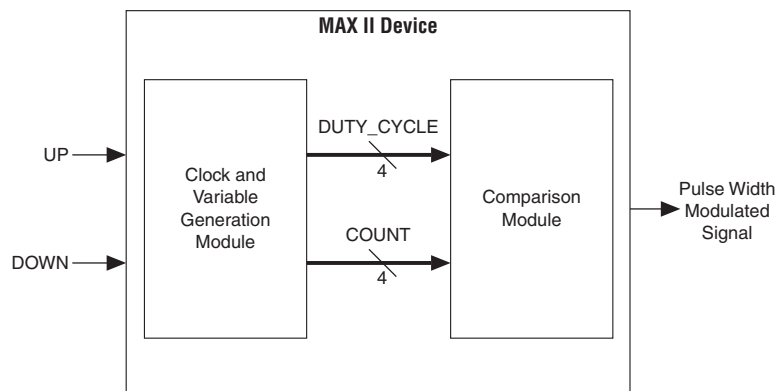 MAX II Device
UP
DOWN
Clock and
Variable
Generation
Module
DUTY_CYCLE
4
COUNT
4
Comparison
Module
Pulse Width
Modulated
Signal